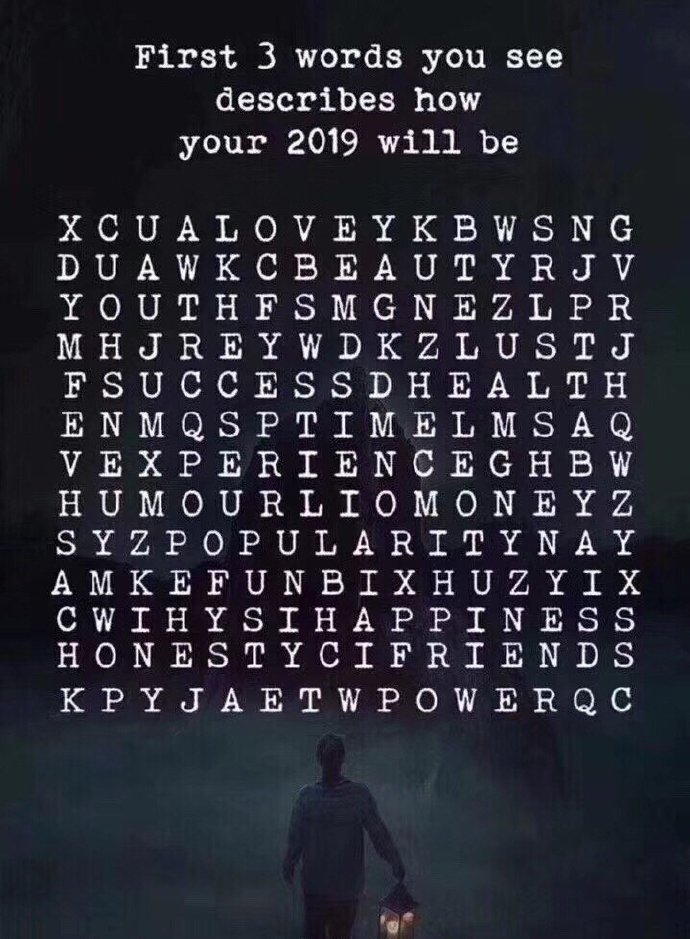 First 3 words you see
describes how
your 2019 will be
X C U A L O V E Y K B W S N G
D U A W K C B E A U T Y R J V
Y O U T H F S M G N E Z L P R
M H J R E Y W D K Z L U S T J
F S U C C E S S D H E A L T H
E N M Q S P T I M E L M S A Q
V E X P E R I E N C E G H B W
H U M O U R L I O M O N E Y Z
S Y Z P O P U L A R I T Y N A Y
A M K E F U N B I X H U Z Y I X
C W I H Y S I H A P P I N E S S
H O N E S T Y C I F R I E N D S
K P Y J A E T W P O W E R Q C